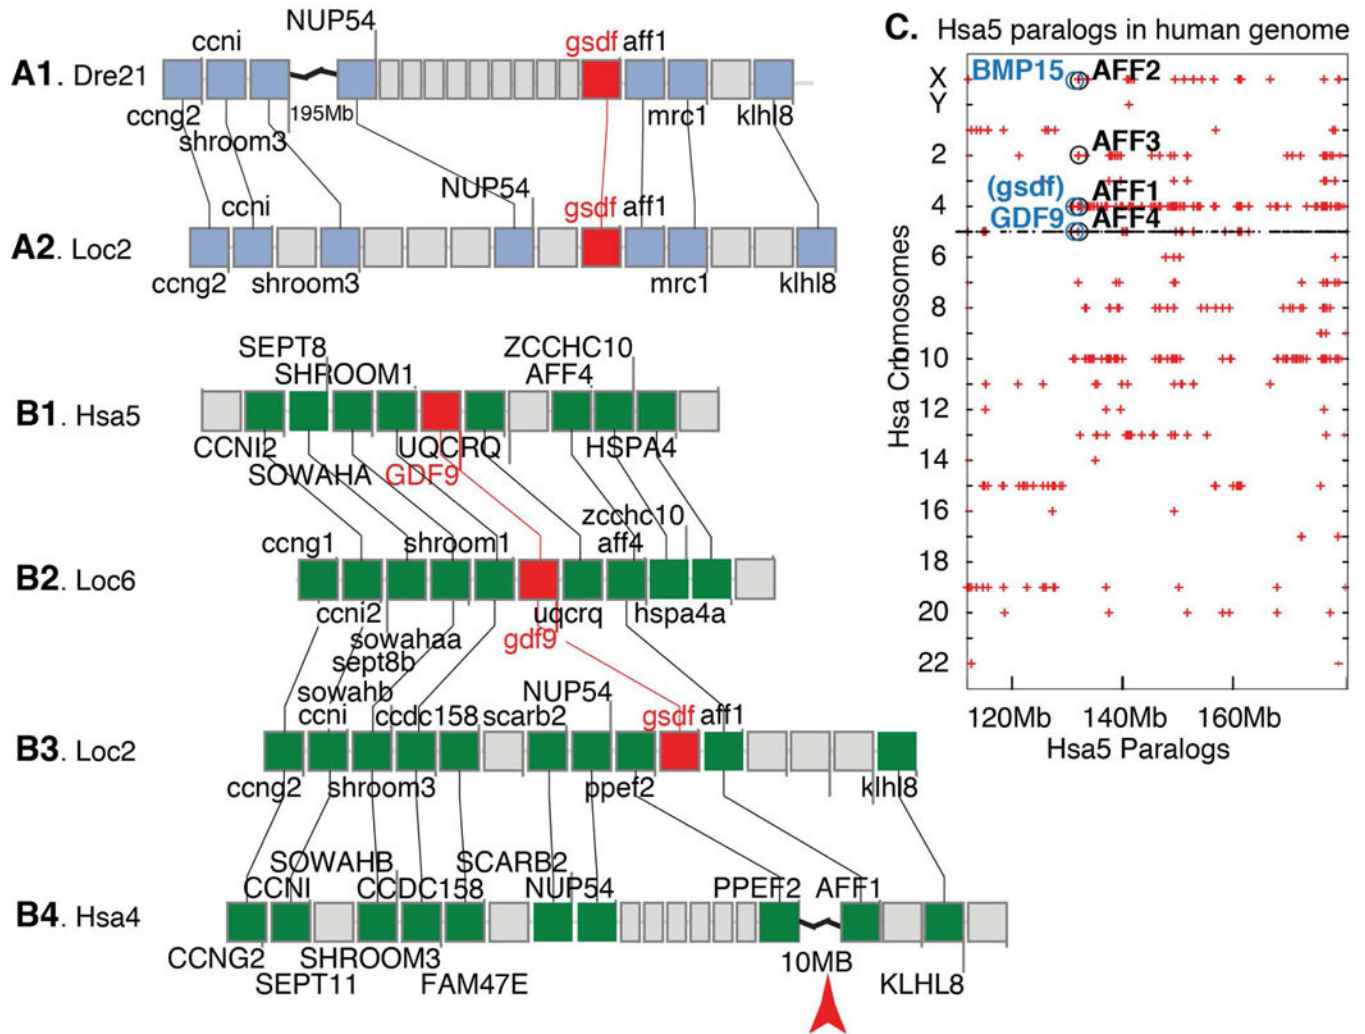 NUP54
ccni
gsdf aff1
A1. Dre21
ccng2
195Mb
mrc1
klhl8
shroom3
NUP54
ccni
gsdf aff1
A2. Loc2
ccng2
shroom3
mrc1
klhl8
SEPT8
ZCCHC10
SHROOM1
AFF4
B1. Hsa5
CCNI2
UQCRQ
HSPA4
SOWAHA
GDF9
zcchc10
ccng1
shroom1
aff4
B2. Loc6
ccni2
uqcrq
hspa4a
sowahaa
gdf9
sept8b
sowahb
NUP54
ccni
ccdc158
scarb2
gsdf
aff1
B3. Loc2
ccng2
shroom3
ppef2
klhl8
SOWAHB
SCARB2
CCNI
CCDC158
NUP54
PPEF2
AFF1
B4. Hsa4
CCNG2
SHROOM3
10MB
SEPT11
FAM47E
KLHL8
C. Hsa5 paralogs in human genome
BMP15
AFF2
AFF3
(gsdf)
AFF1
GDF9
AFF4
X
Y
2
4
6
8
10
12
14
16
18
20
22
Hsa Crbmosomes
120Mb 140Mb 160Mb
Hsa5 Paralogs